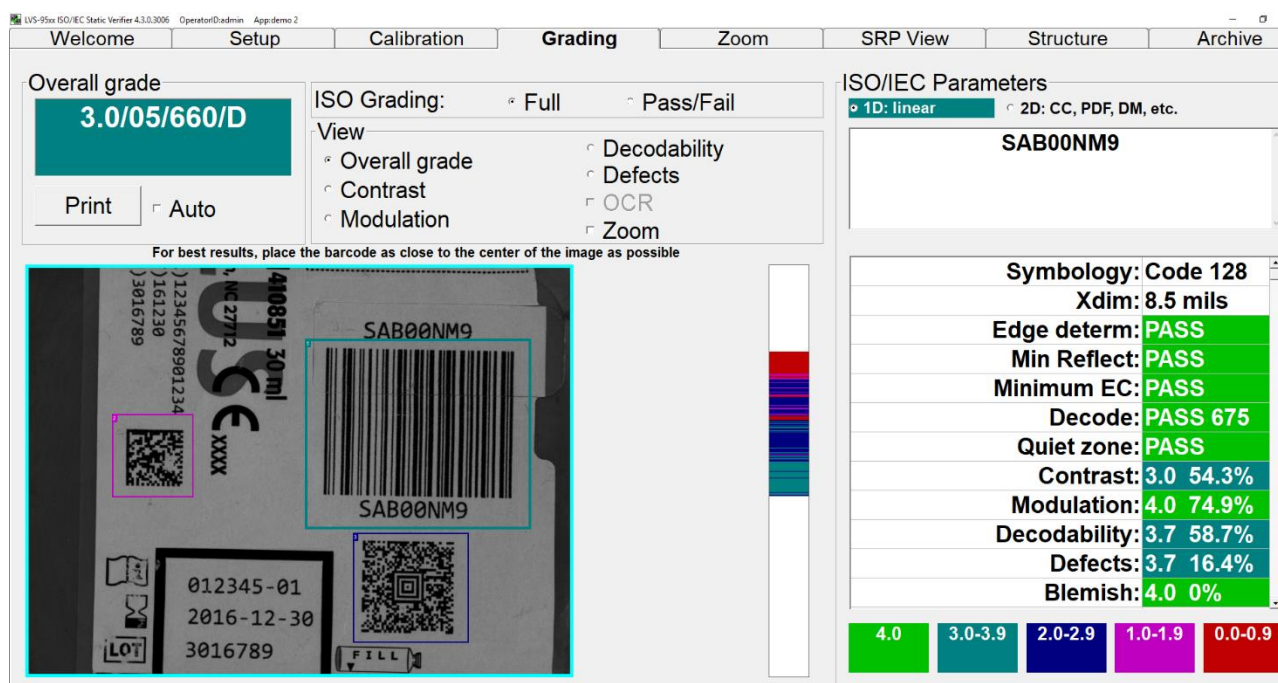 LVS-95xx ISO/IEC Static Verifier 4.3.0.3006 OperatorID:admin App:demo 2
Welcome Setup Calibration Grading Zoom SRP View Structure Archive
Overall grade
3.0/05/660/D
Print Auto
ISO Grading: Full Pass/Fail
View
Overall grade
Contrast
Modulation
Decodability
Defects
OCR
Zoom
For best results, place the barcode as close to the center of the image as possible
)12345678901234
)161230
)3016789
US
, NC 27712
410851 30 ml
CE
XXXX
SAB00NM9
SAB00NM9
012345-01
2016-12-30
LOT 3016789
FILL
ISO/IEC Parameters
1D: linear 2D: CC, PDF, DM, etc.
SAB00NM9
Symbology: Code 128
Xdim: 8.5 mils
Edge determ: PASS
Min Reflect: PASS
Minimum EC: PASS
Decode: PASS 675
Quiet zone: PASS
Contrast: 3.0 54.3%
Modulation: 4.0 74.9%
Decodability: 3.7 58.7%
Defects: 3.7 16.4%
Blemish: 4.0 0%
4.0 3.0-3.9 2.0-2.9 1.0-1.9 0.0-0.9